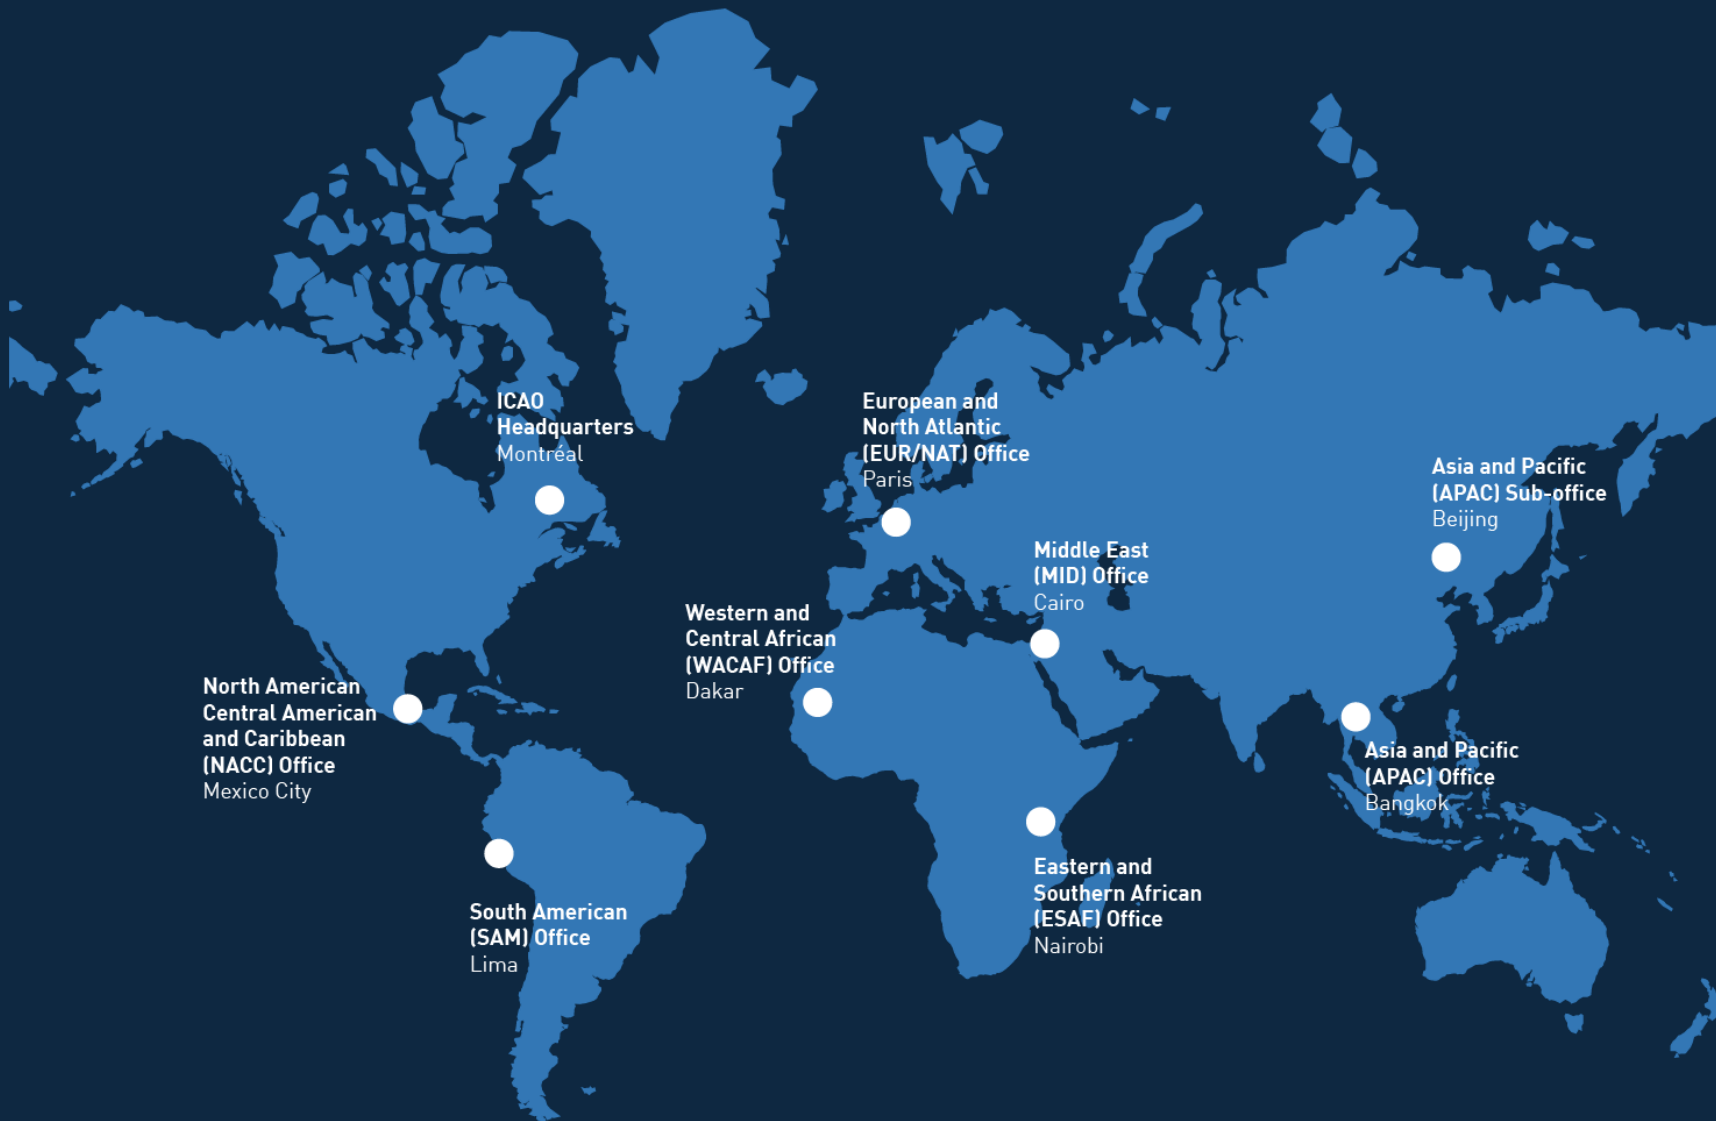 ICAO
Headquarters
Montréal
European and
North Atlantic
(EUR/NAT) Office
Paris
Asia and Pacific
(APAC) Sub-office
Beijing
Middle East
(MID) Office
Cairo
Western and
Central African
(WACAF) Office
Dakar
North American
Central American
and Caribbean
(NACC) Office
Mexico City
Asia and Pacific
(APAC) Office
Bangkok
Eastern and
Southern African
(ESAF) Office
Nairobi
South American
(SAM) Office
Lima